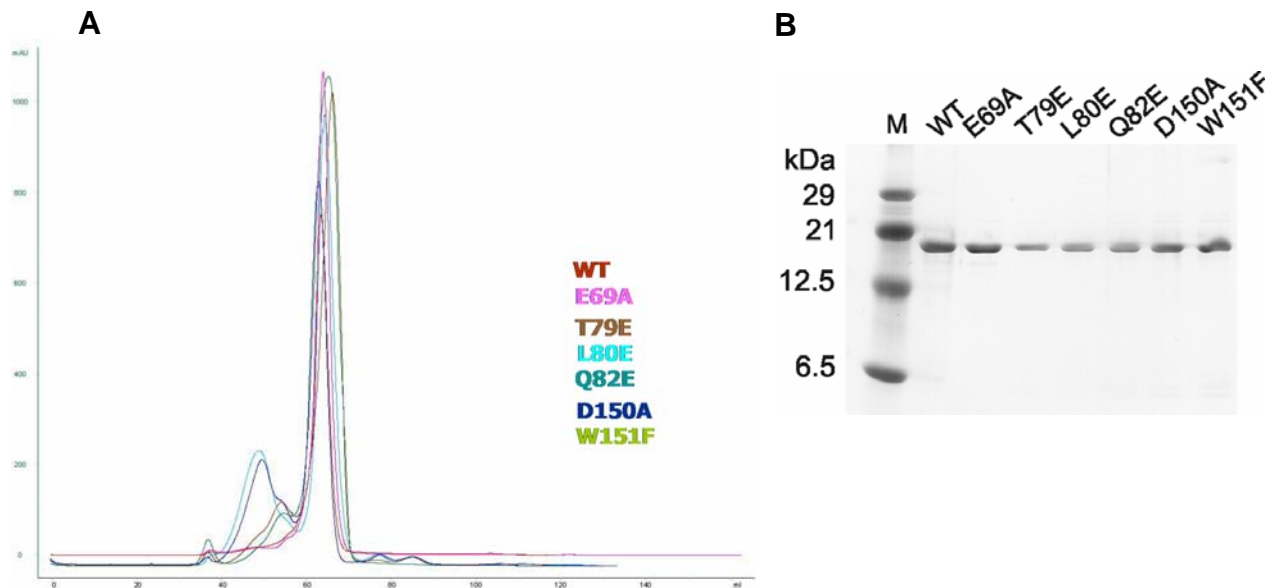 A
B
mAU
1000
800
600
400
200
0
0 20 40 60 80 100 120 140 ml
WT
E69A
T79E
L80E
Q82E
D150A
W151F
M WT E69A T79E L80E Q82E D150A W151F
kDa
29
21
12.5
6.5